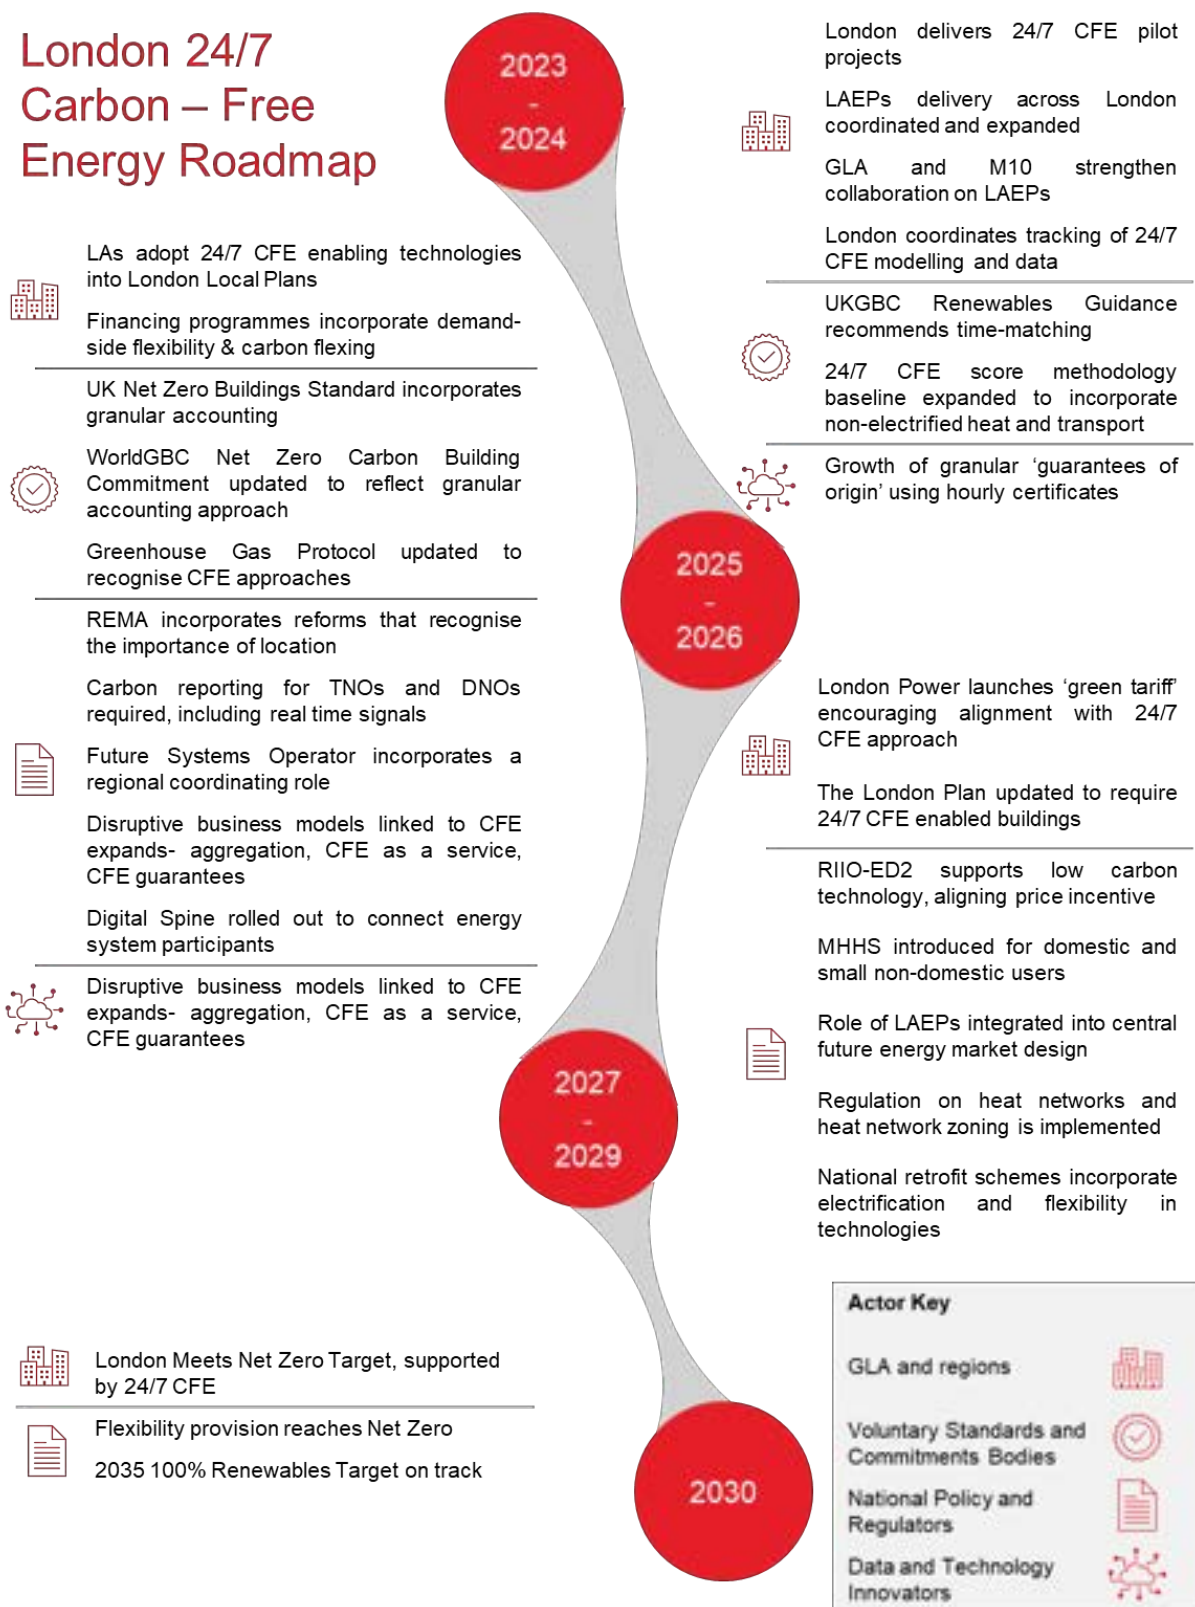 London 24/7
Carbon – Free
Energy Roadmap
2023
-
2024
London delivers 24/7 CFE pilot
projects
LAEPs delivery across London
coordinated and expanded
GLA and M10 strengthen
collaboration on LAEPs
London coordinates tracking of 24/7
CFE modelling and data
UKGBC Renewables Guidance
recommends time-matching
24/7 CFE score methodology
baseline expanded to incorporate
non-electrified heat and transport
Growth of granular ‘guarantees of
origin’ using hourly certificates
LAs adopt 24/7 CFE enabling technologies
into London Local Plans
Financing programmes incorporate demand-
side flexibility & carbon flexing
UK Net Zero Buildings Standard incorporates
granular accounting
WorldGBC Net Zero Carbon Building
Commitment updated to reflect granular
accounting approach
Greenhouse Gas Protocol updated to
recognise CFE approaches
REMA incorporates reforms that recognise
the importance of location
Carbon reporting for TNOs and DNOs
required, including real time signals
Future Systems Operator incorporates a
regional coordinating role
Disruptive business models linked to CFE
expands- aggregation, CFE as a service,
CFE guarantees
Digital Spine rolled out to connect energy
system participants
Disruptive business models linked to CFE
expands- aggregation, CFE as a service,
CFE guarantees
2025
-
2026
London Power launches ‘green tariff’
encouraging alignment with 24/7
CFE approach
The London Plan updated to require
24/7 CFE enabled buildings
RIIO-ED2 supports low carbon
technology, aligning price incentive
MHHS introduced for domestic and
small non-domestic users
Role of LAEPs integrated into central
future energy market design
Regulation on heat networks and
heat network zoning is implemented
National retrofit schemes incorporate
electrification and flexibility in
technologies
2027
-
2029
London Meets Net Zero Target, supported
by 24/7 CFE
Flexibility provision reaches Net Zero
2035 100% Renewables Target on track
2030
Actor Key
GLA and regions
Voluntary Standards and
Commitments Bodies
National Policy and
Regulators
Data and Technology
Innovators